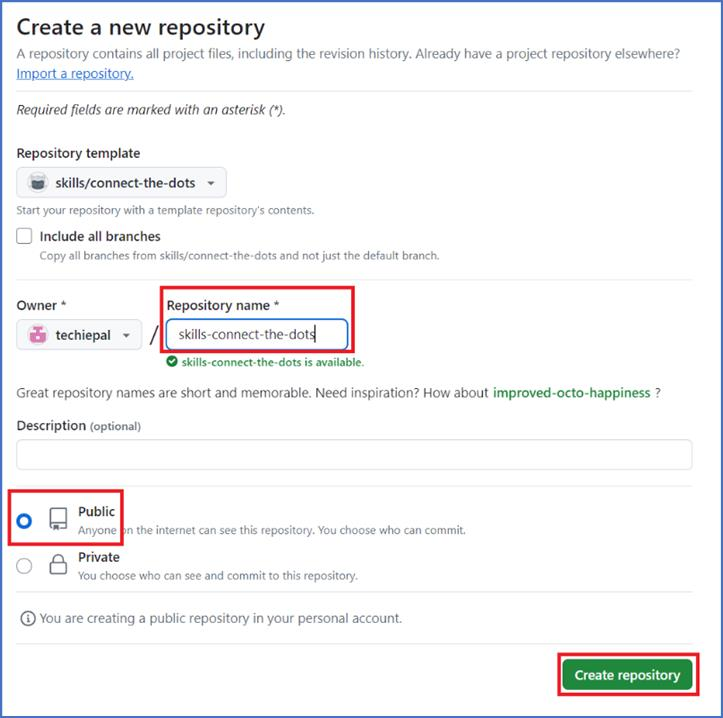 Create a new repository
A repository contains all project files, including the revision history. Already have a project repository elsewhere?
Import a repository.
Required fields are marked with an asterisk (*).
Repository template
skills/connect-the-dots
Start your repository with a template repository's contents.
Include all branches
Copy all branches from skills/connect-the-dots and not just the default branch.
Owner * Repository name *
techiepal / skills-connect-the-dots
skills-connect-the-dots is available.
Great repository names are short and memorable. Need inspiration? How about improved-octo-happiness ?
Description (optional)
Public
Anyone on the internet can see this repository. You choose who can commit.
Private
You choose who can see and commit to this repository.
You are creating a public repository in your personal account.
Create repository